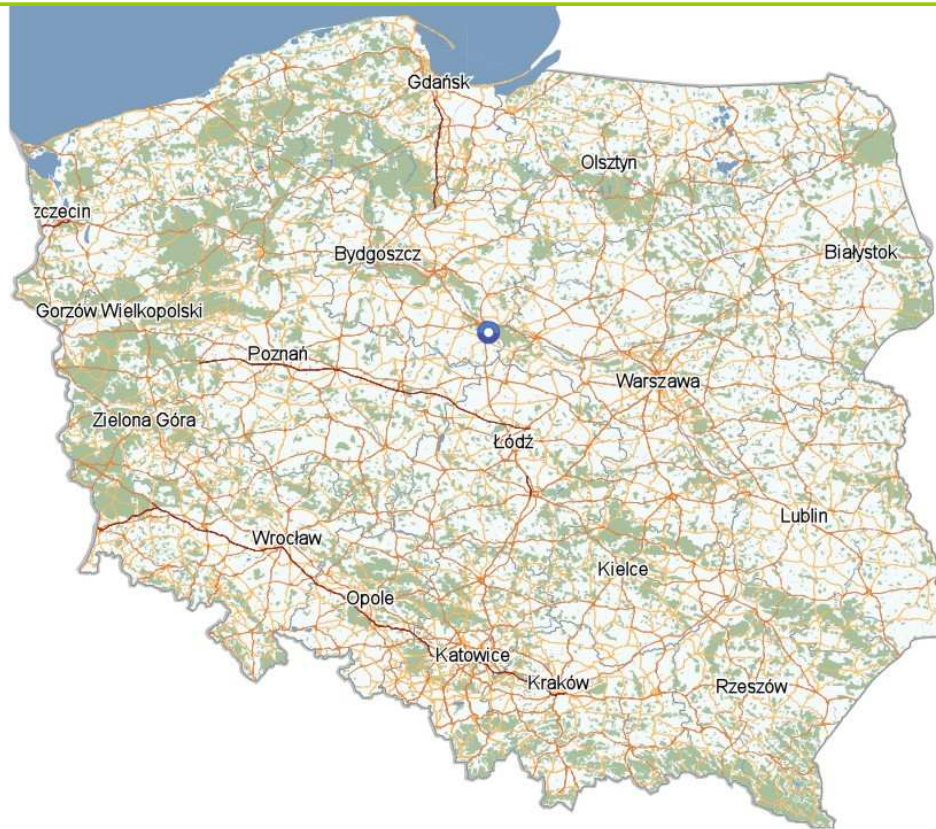 Gdańsk
Olsztyn
zczecin
Bydgoszcz
Białystok
Gorzów Wielkopolski
Poznań
Warszawa
Zielona Góra
Łódź
Lublin
Wrocław
Kielce
Opole
Katowice
Kraków
Rzeszów